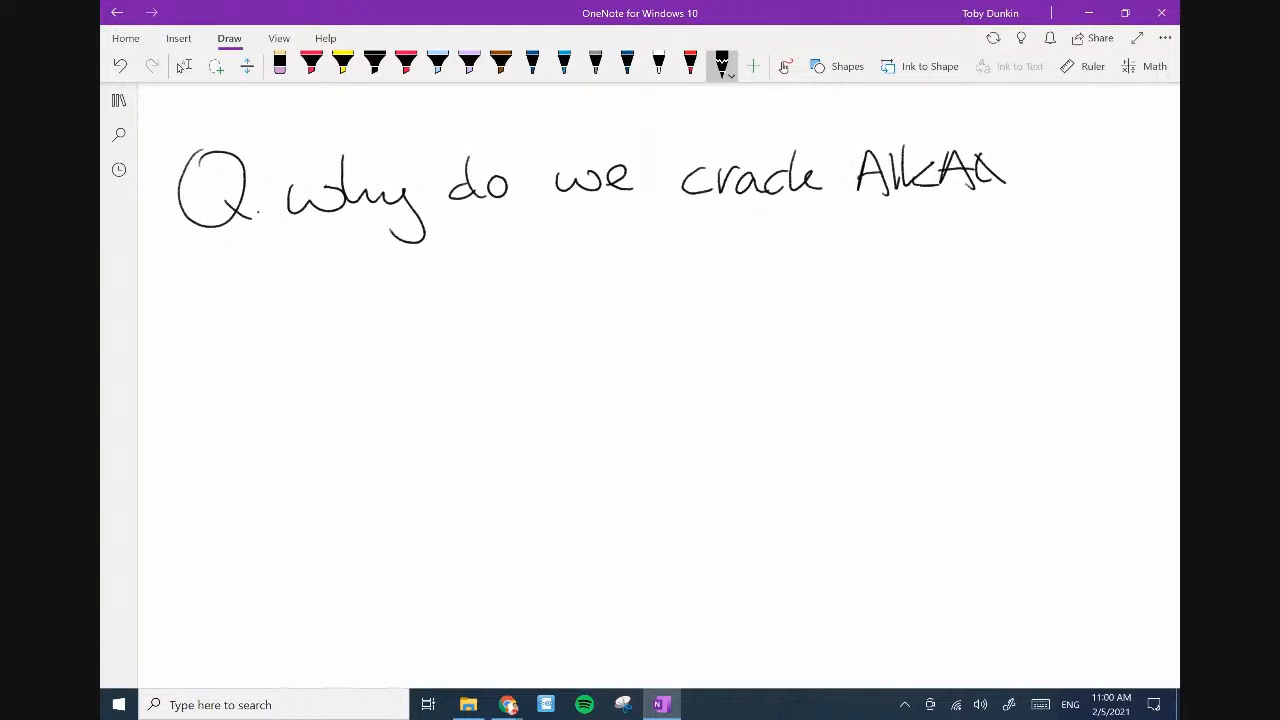 OneNote for Windows 10
Toby Dunkin
Home Insert Draw View Help
Share
Shapes Ink to Shape Ink to Text Ruler Math
Q. why do we crack AlkA
Type here to search
ENG
11:00 AM
2/5/2021